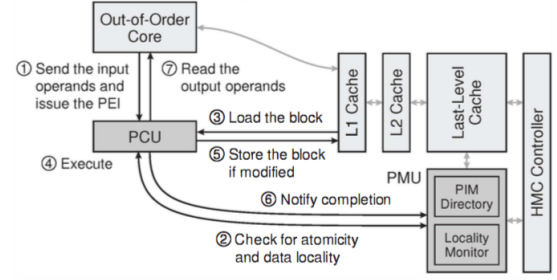 Out-of-Order
Core
① Send the input
operands and
issue the PEI
⑦ Read the
output operands
③ Load the block
PCU
④ Execute
⑤ Store the block
if modified
L1 Cache
L2 Cache
Last-Level
Cache
HMC Controller
PMU
PIM
Directory
Locality
Monitor
⑥ Notify completion
② Check for atomicity
and data locality